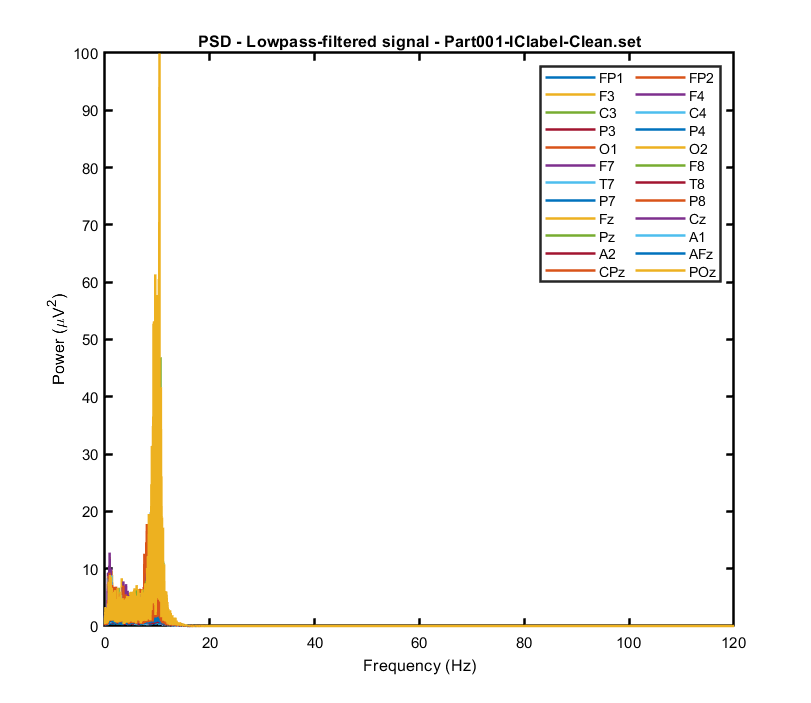 PSD - Lowpass-filtered signal - Part001-IClabel-Clean.set
100
90
80
70
60
50
40
30
20
10
0
Power (μV²)
FP1 FP2
F3 F4
C3 C4
P3 P4
O1 O2
F7 F8
T7 T8
P7 P8
Fz Cz
Pz A1
A2 AFz
CPz POz
0 20 40 60 80 100 120
Frequency (Hz)